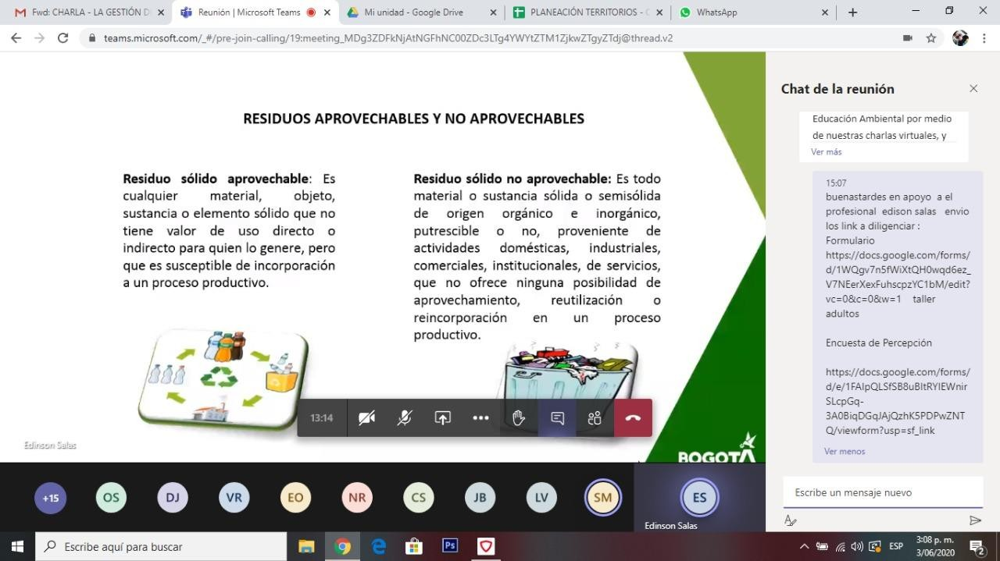 Fwd: CHARLA - LA GESTIÓN D
Reunión | Microsoft Teams
Mi unidad - Google Drive
PLANEACIÓN TERRITORIOS - C
WhatsApp
teams.microsoft.com/_#/pre-join-calling/19:meeting_MDg3ZDFkNjAtNGFhNC00ZDc3LTg4YWYtZTM1ZjkwZTgyZTdj@thread.v2
RESIDUOS APROVECHABLES Y NO APROVECHABLES
Residuo sólido aprovechable: Es
cualquier material, objeto,
sustancia o elemento sólido que no
tiene valor de uso directo o
indirecto para quien lo genere, pero
que es susceptible de incorporación
a un proceso productivo.
Residuo sólido no aprovechable: Es todo
material o sustancia sólida o semisólida
de origen orgánico e inorgánico,
putrescible o no, proveniente de
actividades domésticas, industriales,
comerciales, institucionales, de servicios,
que no ofrece ninguna posibilidad de
aprovechamiento, reutilización o
reincorporación en un proceso
productivo.
13:14
Edinson Salas
BOGOTÁ
+15
OS
DJ
VR
EO
NR
CS
JB
LV
SM
ES
Edinson Salas
Chat de la reunión
Educación Ambiental por medio
de nuestras charlas virtuales, y
Ver más
15:07
buenastardes en apoyo a el
profesional edison salas envio
los link a diligenciar :
Formulario
https://docs.google.com/forms/
d/1WQgv7n5fWiXtQH0wqd6ez_
V7NEerXexFuhscpzYC1bM/edit?
vc=0&c=0&w=1 taller
adultos
Encuesta de Percepción
https://docs.google.com/forms/
d/e/1FAIpQLSfSB8uBItRYIEWnir
SLcpGq-
3A0BiqDGqJAjQzhK5PDPwZNT
Q/viewform?usp=sf_link
Ver menos
Escribe un mensaje nuevo
Escribe aquí para buscar
Ps
ESP
3:08 p. m.
3/06/2020
2